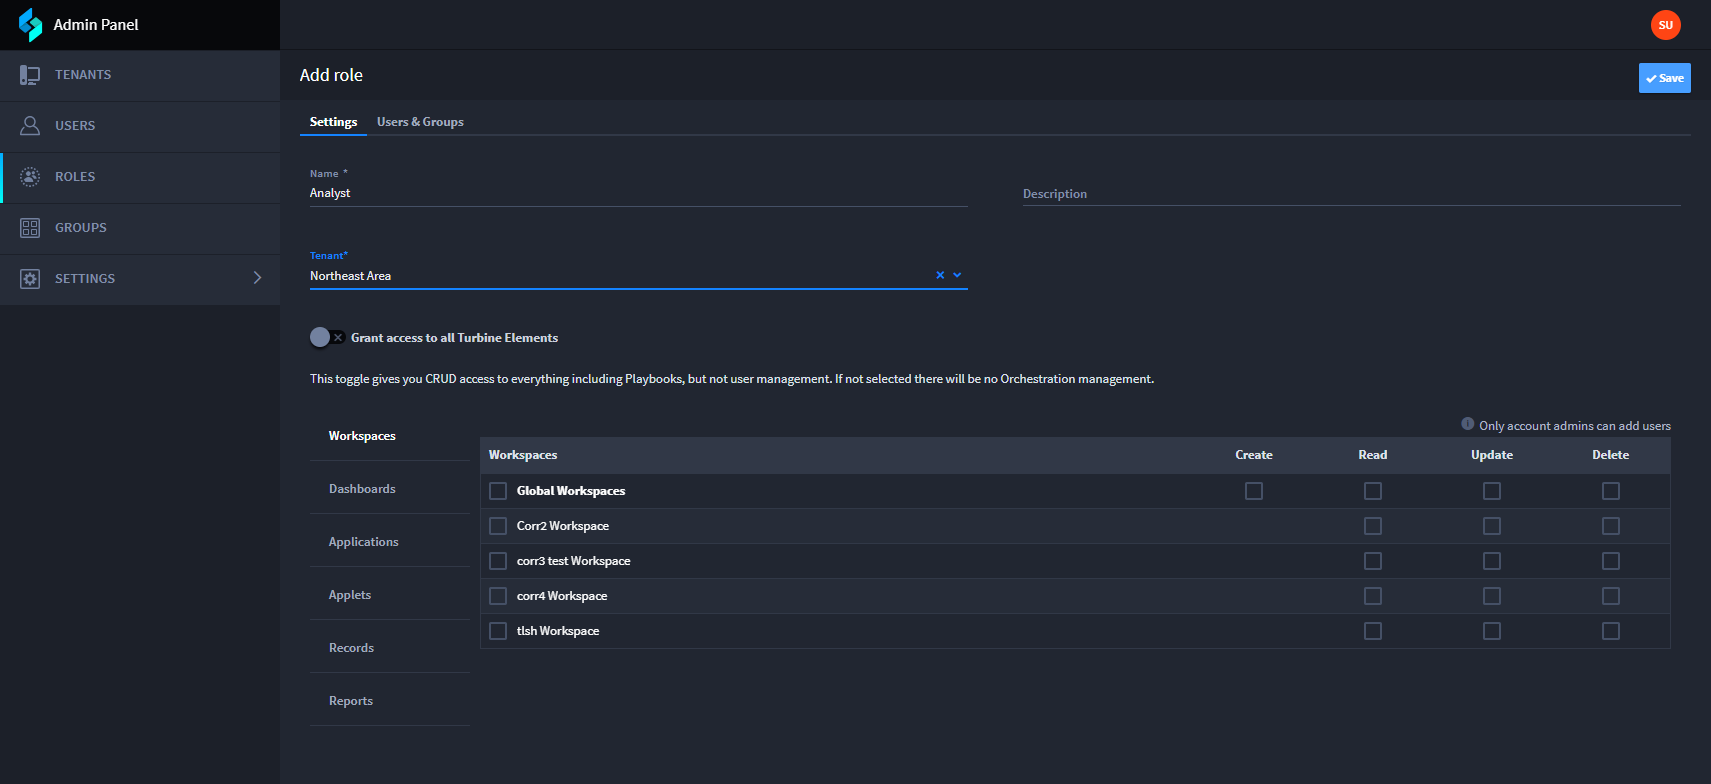 Admin Panel
SU
TENANTS
USERS
ROLES
GROUPS
SETTINGS
Add role
Save
Settings
Users & Groups
Name *
Analyst
Description
Tenant*
Northeast Area
Grant access to all Turbine Elements
This toggle gives you CRUD access to everything including Playbooks, but not user management. If not selected there will be no Orchestration management.
Only account admins can add users
Workspaces
Dashboards
Applications
Applets
Records
Reports
Workspaces Create Read Update Delete
Global Workspaces
Corr2 Workspace
corr3 test Workspace
corr4 Workspace
tlsh Workspace